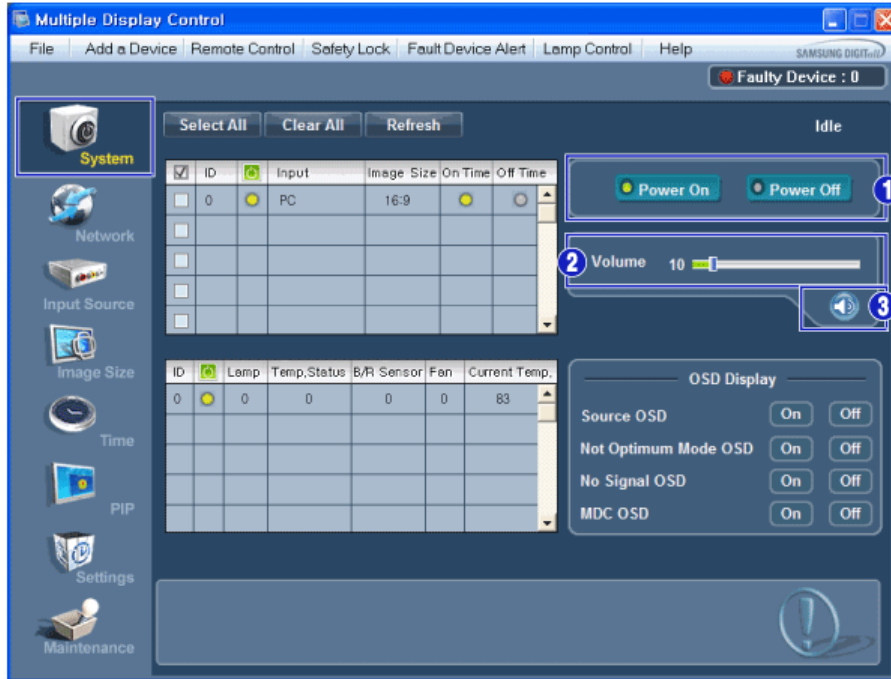 Multiple Display Control
File Add a Device Remote Control Safety Lock Fault Device Alert Lamp Control Help
Faulty Device : 0
System
Network
Input Source
Image Size
Time
PIP
Settings
Maintenance
Select All Clear All Refresh Idle
ID Input Image Size On Time Off Time
0 PC 16:9
Power On Power Off 1
2 Volume 10
3
ID Lamp Temp,Status B/R Sensor Fan Current Temp,
0 0 0 0 0 83
OSD Display
Source OSD On Off
Not Optimum Mode OSD On Off
No Signal OSD On Off
MDC OSD On Off